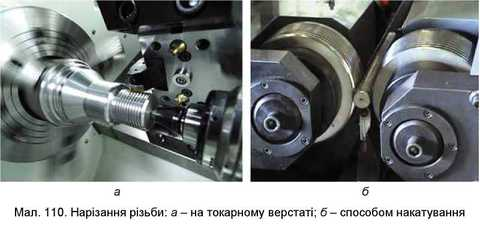 а
б
Мал. 110. Нарізання різьби: а – на токарному верстаті; б – способом накатування